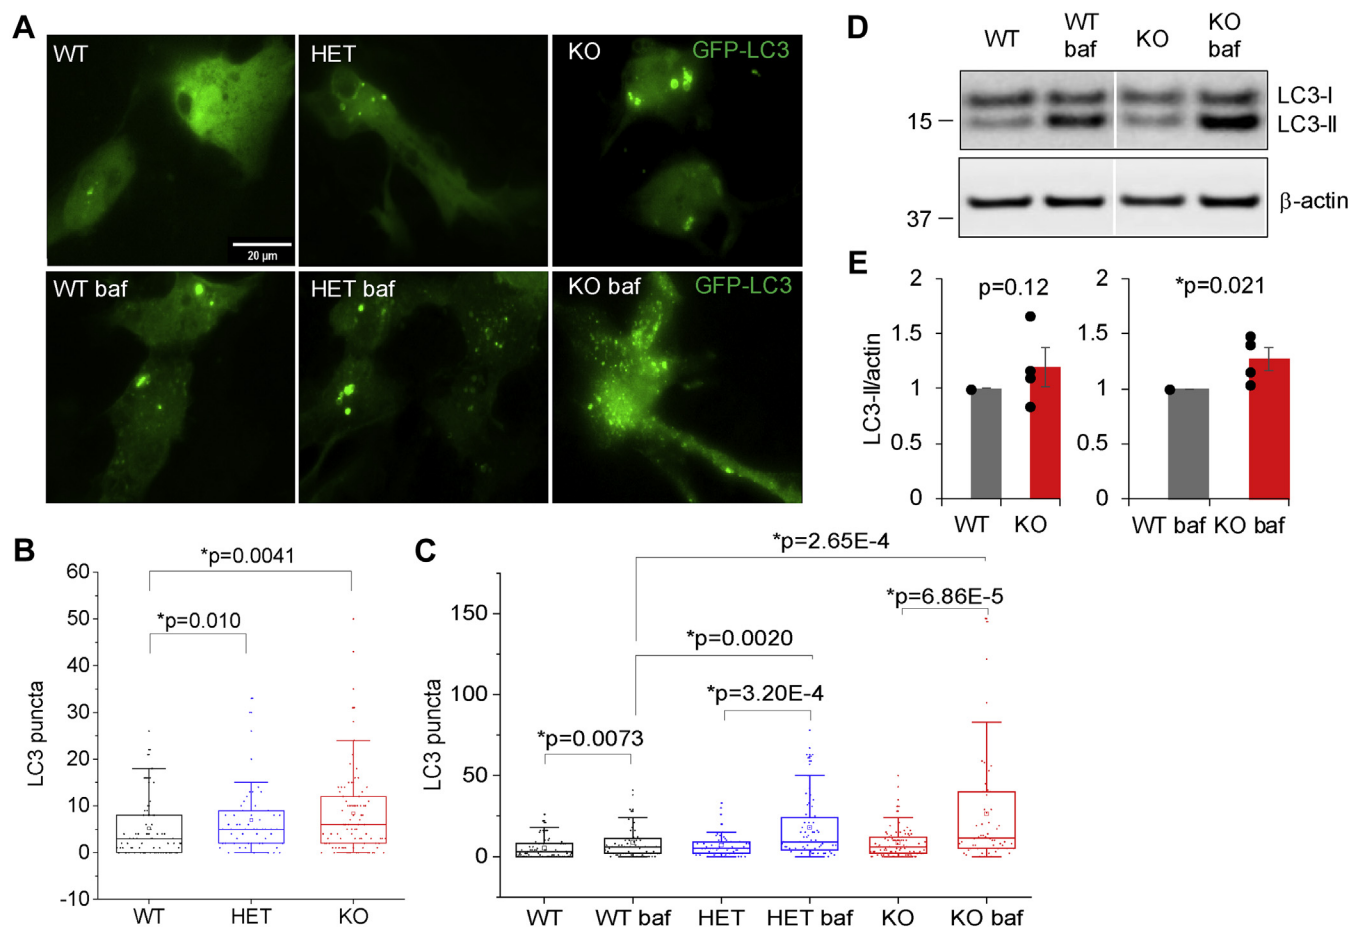 A
WT
HET
KO
GFP-LC3
20 µm
WT baf
HET baf
KO baf
GFP-LC3
D
WT
WT
baf
KO
KO
baf
LC3-I
15
LC3-II
β-actin
37
E
2
1.5
1
0.5
0
LC3-II/actin
p=0.12
WT
KO
2
1.5
1
0.5
0
*p=0.021
WT baf
KO baf
B
*p=0.0041
*p=0.010
60
50
40
30
20
10
0
-10
LC3 puncta
WT
HET
KO
C
*p=2.65E-4
*p=6.86E-5
*p=0.0020
*p=3.20E-4
*p=0.0073
150
100
50
0
LC3 puncta
WT
WT baf
HET
HET baf
KO
KO baf